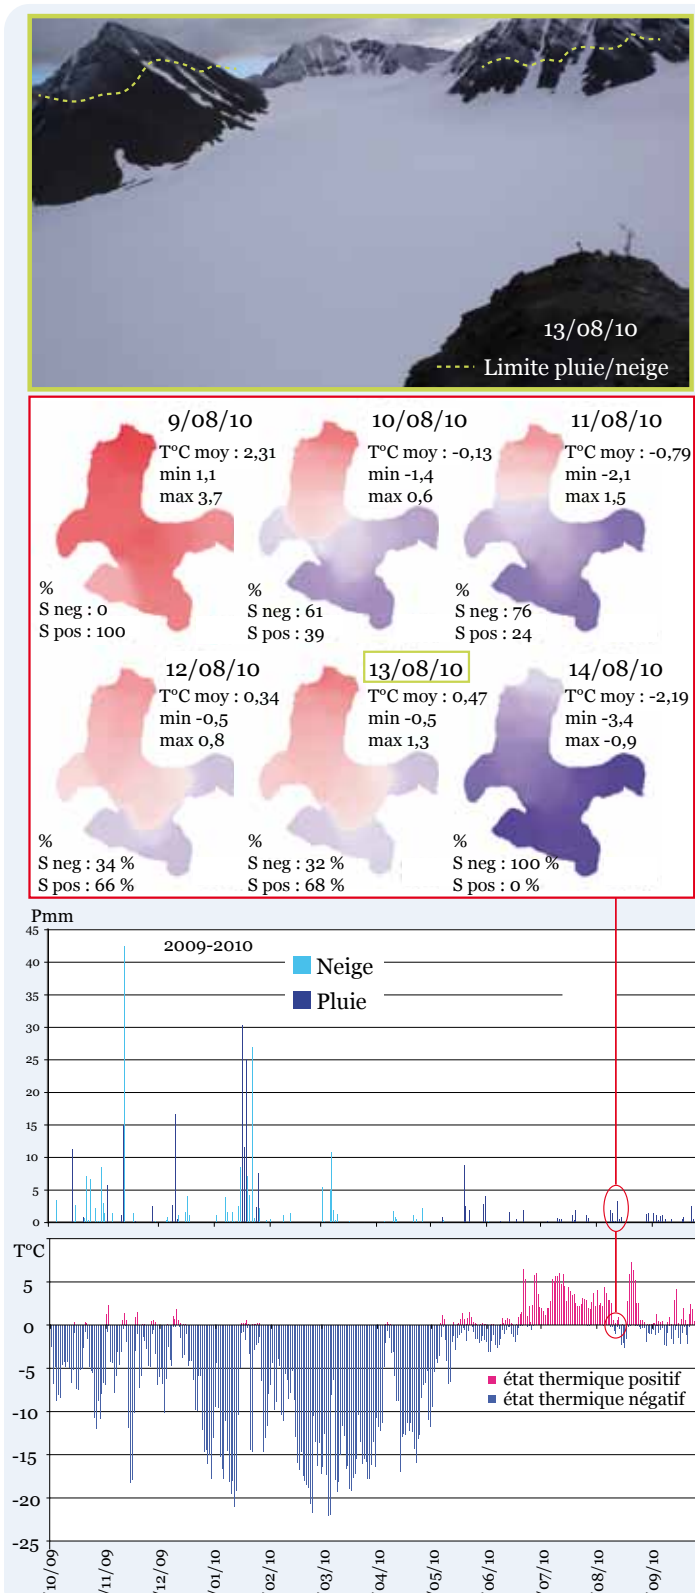 13/08/10
Limite pluie/neige
9/08/10
T°C moy : 2,31
min 1,1
max 3,7
%
S neg : 0
S pos : 100
10/08/10
T°C moy : -0,13
min -1,4
max 0,6
%
S neg : 61
S pos : 39
11/08/10
T°C moy : -0,79
min -2,1
max 1,5
%
S neg : 76
S pos : 24
12/08/10
T°C moy : 0,34
min -0,5
max 0,8
%
S neg : 34 %
S pos : 66 %
13/08/10
T°C moy : 0,47
min -0,5
max 1,3
%
S neg : 32 %
S pos : 68 %
14/08/10
T°C moy : -2,19
min -3,4
max -0,9
%
S neg : 100 %
S pos : 0 %
Pmm
45
40
35
30
25
20
15
10
5
0
2009-2010
Neige
Pluie
T°C
5
0
-5
-10
-15
-20
-25
état thermique positif
état thermique négatif
/10/09
/11/09
/12/09
/01/10
/02/10
/03/10
/04/10
/05/10
/06/10
/07/10
/08/10
/09/10